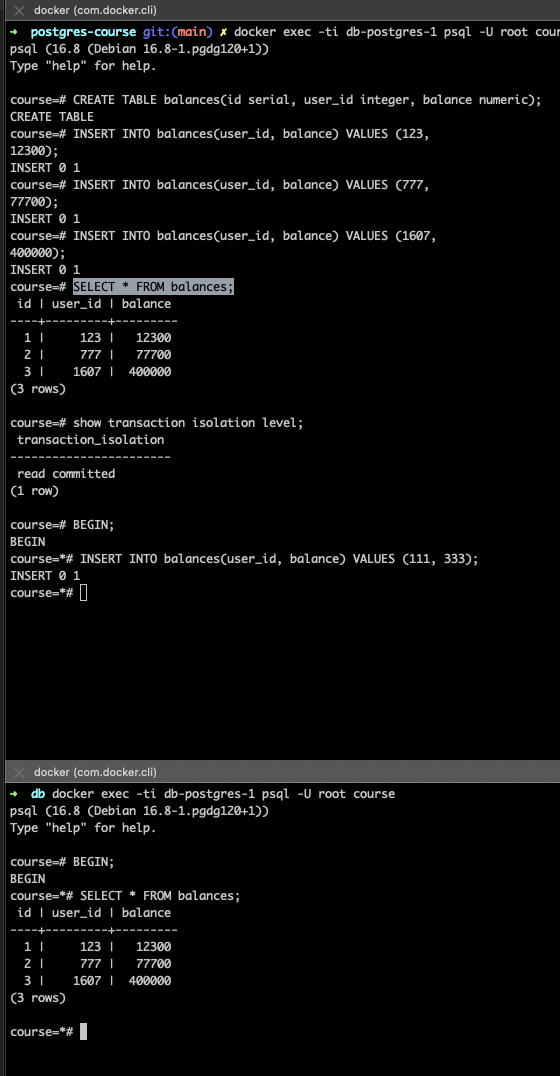 docker (com.docker.cli)
➜  postgres-course git:(main) ✗ docker exec -ti db-postgres-1 psql -U root
psql (16.8 (Debian 16.8-1.pgdg120+1))
Type "help" for help.

course=# CREATE TABLE balances(id serial, user_id integer, balance numeric);
CREATE TABLE
course=# INSERT INTO balances(user_id, balance) VALUES (123,
12300);
INSERT 0 1
course=# INSERT INTO balances(user_id, balance) VALUES (777,
77700);
INSERT 0 1
course=# INSERT INTO balances(user_id, balance) VALUES (1607,
400000);
INSERT 0 1
course=# SELECT * FROM balances;
 id | user_id | balance
----+---------+---------
  1 |     123 |   12300
  2 |     777 |   77700
  3 |    1607 |  400000
(3 rows)

course=# show transaction isolation level;
 transaction_isolation
-----------------------
 read committed
(1 row)

course=# BEGIN;
BEGIN
course=*# INSERT INTO balances(user_id, balance) VALUES (111, 333);
INSERT 0 1
course=*#
docker (com.docker.cli)
➜  db docker exec -ti db-postgres-1 psql -U root course
psql (16.8 (Debian 16.8-1.pgdg120+1))
Type "help" for help.

course=# BEGIN;
BEGIN
course=*# SELECT * FROM balances;
 id | user_id | balance
----+---------+---------
  1 |     123 |   12300
  2 |     777 |   77700
  3 |    1607 |  400000
(3 rows)

course=*#